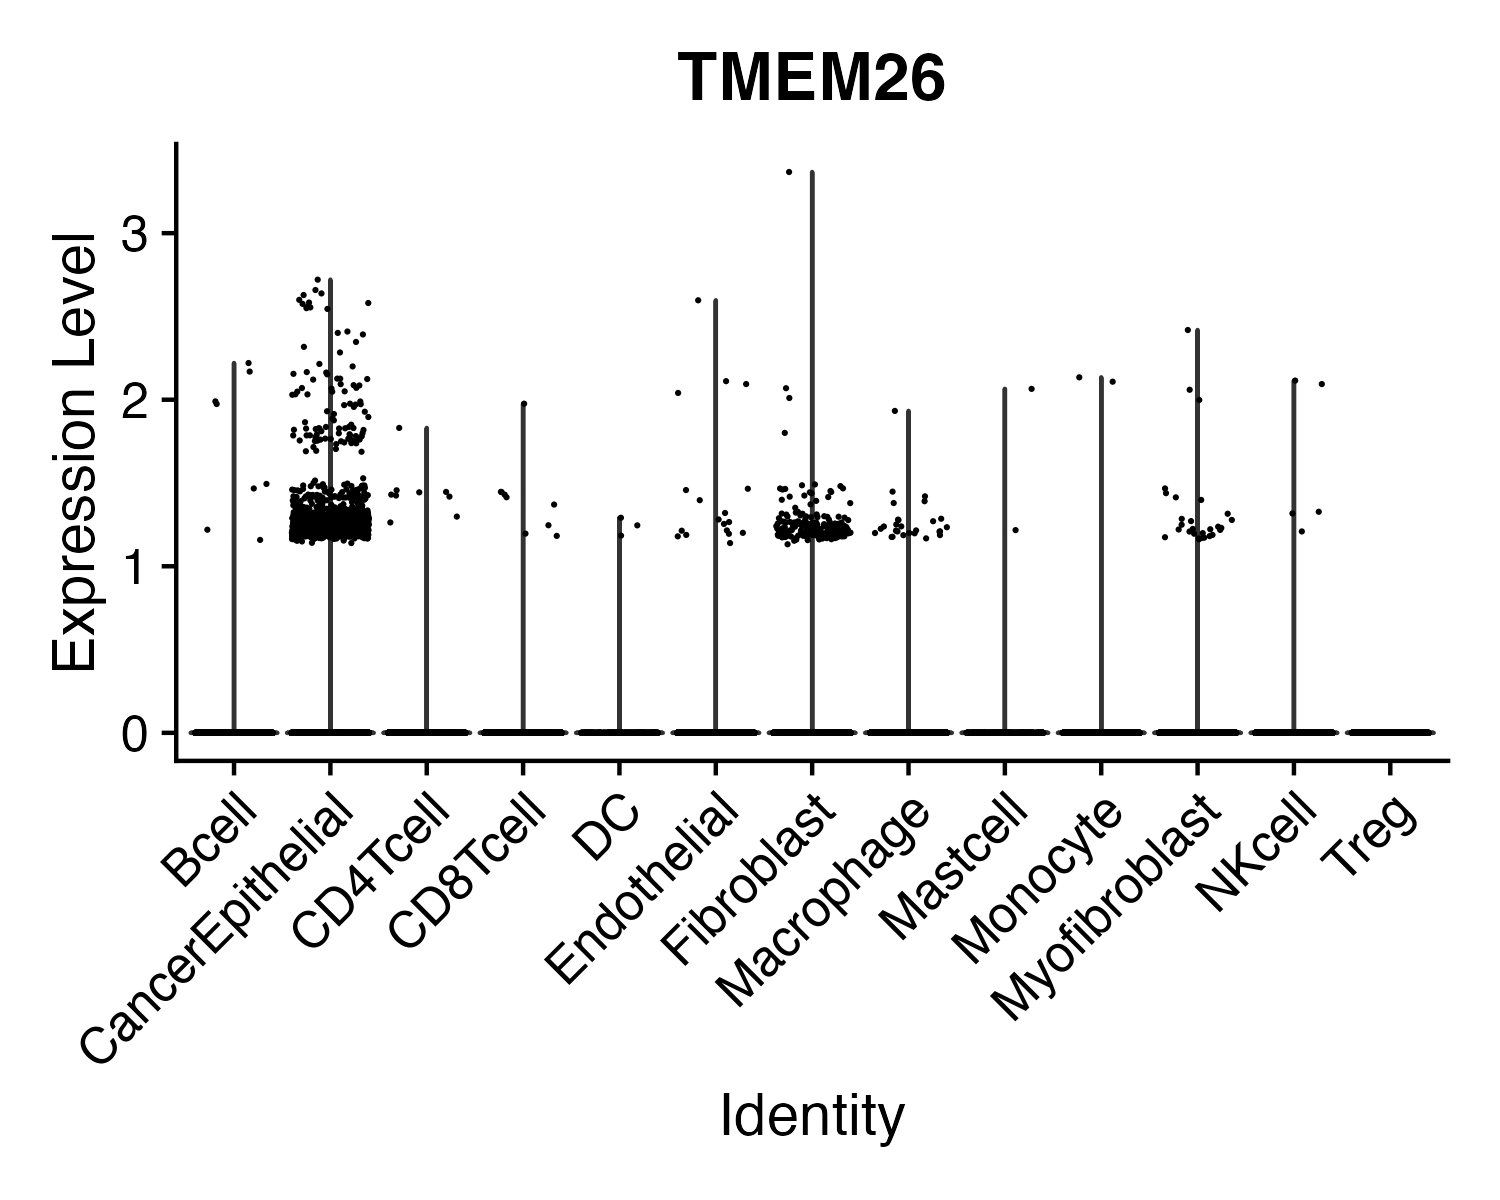 TMEM26
Expression Level
3
2
1
0
Bcell
CancerEpithelial
CD4Tcell
CD8Tcell
DC
Endothelial
Fibroblast
Macrophage
Mastcell
Monocyte
Myofibroblast
NKcell
Treg
Identity